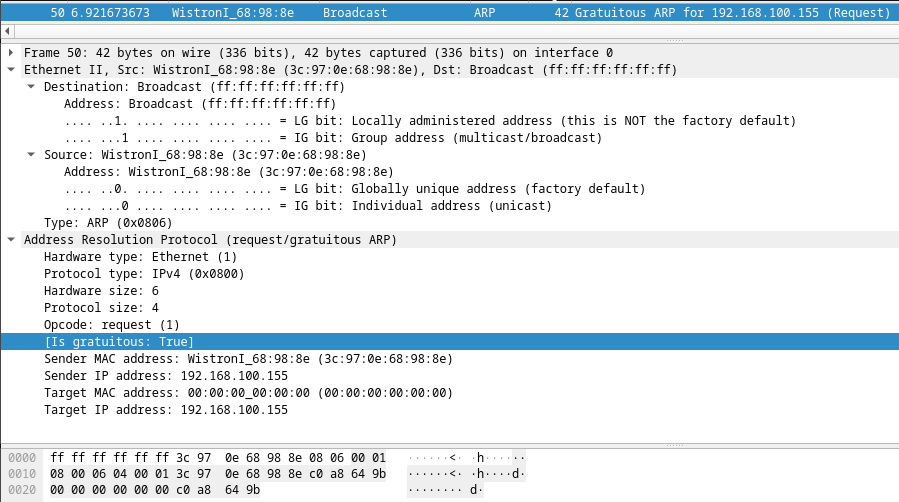 50 6.921673673 WistronI_68:98:8e Broadcast ARP 42 Gratuitous ARP for 192.168.100.155 (Request)
Frame 50: 42 bytes on wire (336 bits), 42 bytes captured (336 bits) on interface 0
Ethernet II, Src: WistronI_68:98:8e (3c:97:0e:68:98:8e), Dst: Broadcast (ff:ff:ff:ff:ff:ff)
Destination: Broadcast (ff:ff:ff:ff:ff:ff)
Address: Broadcast (ff:ff:ff:ff:ff:ff)
.... ..1. .... .... .... .... = LG bit: Locally administered address (this is NOT the factory default)
.... ...1 .... .... .... .... = IG bit: Group address (multicast/broadcast)
Source: WistronI_68:98:8e (3c:97:0e:68:98:8e)
Address: WistronI_68:98:8e (3c:97:0e:68:98:8e)
.... ..0. .... .... .... .... = LG bit: Globally unique address (factory default)
.... ...0 .... .... .... .... = IG bit: Individual address (unicast)
Type: ARP (0x0806)
Address Resolution Protocol (request/gratuitous ARP)
Hardware type: Ethernet (1)
Protocol type: IPv4 (0x0800)
Hardware size: 6
Protocol size: 4
Opcode: request (1)
[Is gratuitous: True]
Sender MAC address: WistronI_68:98:8e (3c:97:0e:68:98:8e)
Sender IP address: 192.168.100.155
Target MAC address: 00:00:00_00:00:00 (00:00:00:00:00:00)
Target IP address: 192.168.100.155
0000 ff ff ff ff ff ff 3c 97 0e 68 98 8e 08 06 00 01 ······<· ·h······
0010 08 00 06 04 00 01 3c 97 0e 68 98 8e c0 a8 64 9b ······<· ·h····d·
0020 00 00 00 00 00 00 c0 a8 64 9b ········ d·